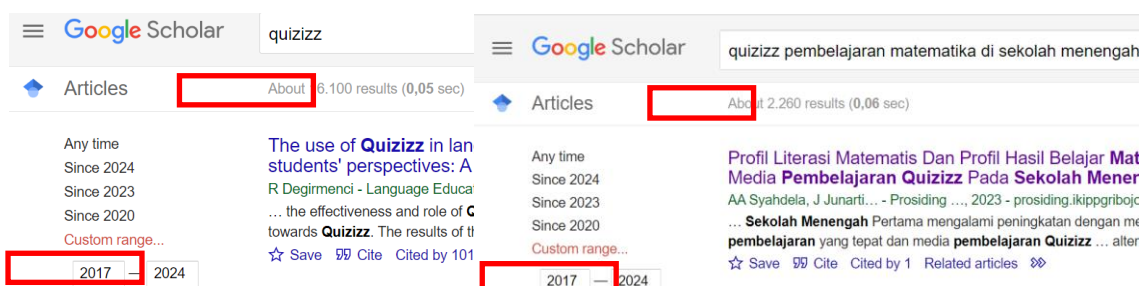 Google Scholar
quizizz
Articles
About 6.100 results (0,05 sec)
Any time
Since 2024
Since 2023
Since 2020
Custom range...
2017 — 2024
The use of Quizizz in lan
students' perspectives: A
R Degirmenci - Language Educa
… the effectiveness and role of
towards Quizizz. The results of
Save Cite Cited by 101
Google Scholar
quizizz pembelajaran matematika di sekolah menengah
Articles
About 2.260 results (0,06 sec)
Any time
Since 2024
Since 2023
Since 2020
Custom range...
2017 — 2024
Profil Literasi Matematis Dan Profil Hasil Belajar Mat
Media Pembelajaran Quizizz Pada Sekolah Mener
AA Syahdela, J Junarti… - Prosiding …, 2023 - prosiding.ikippgribojo
… Sekolah Menengah Pertama mengalami peningkatan dengan me
pembelajaran yang tepat dan media pembelajaran Quizizz … alter
Save Cite Cited by 1 Related articles